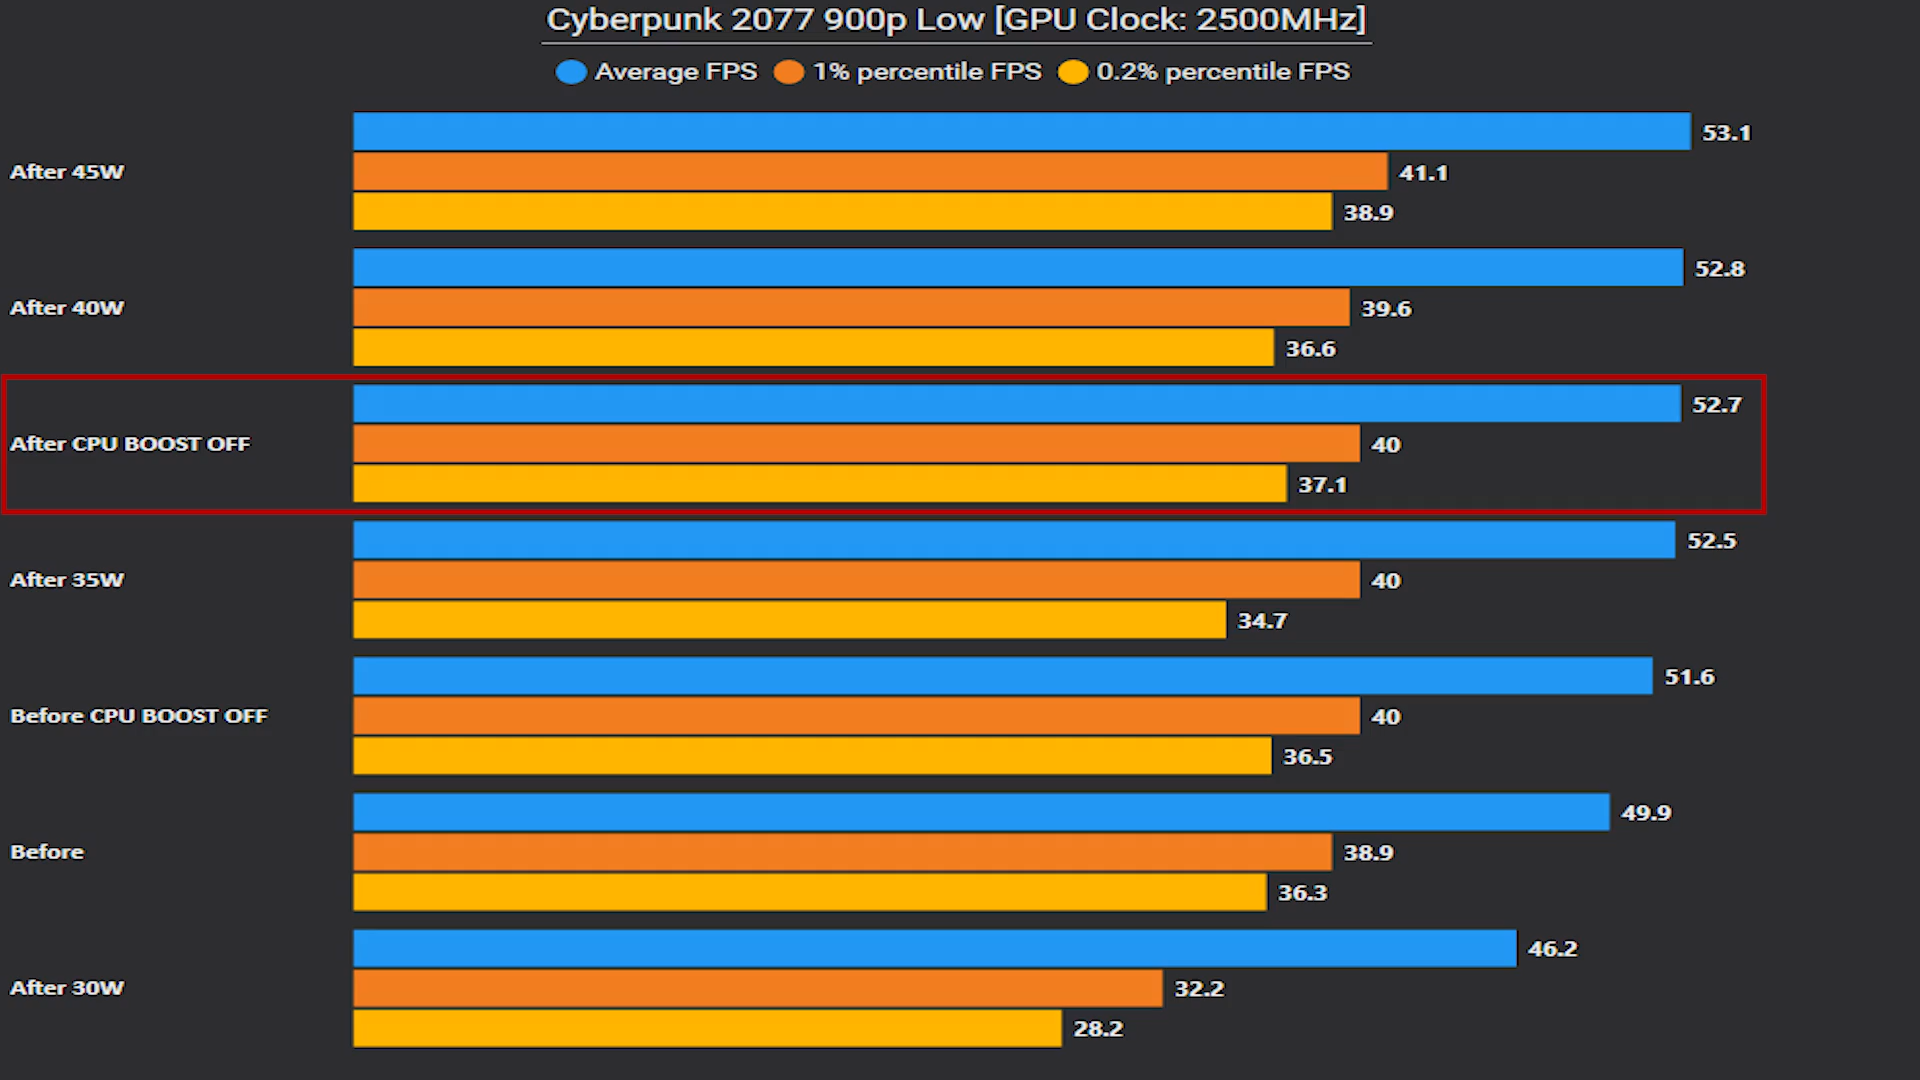 Cyberpunk 2077 900p Low [GPU Clock: 2500MHz]
Average FPS 1% percentile FPS 0.2% percentile FPS
53.1
After 45W 41.1
38.9
52.8
After 40W 39.6
36.6
52.7
After CPU BOOST OFF 40
37.1
52.5
After 35W 40
34.7
51.6
Before CPU BOOST OFF 40
36.5
49.9
Before 38.9
36.3
46.2
After 30W 32.2
28.2